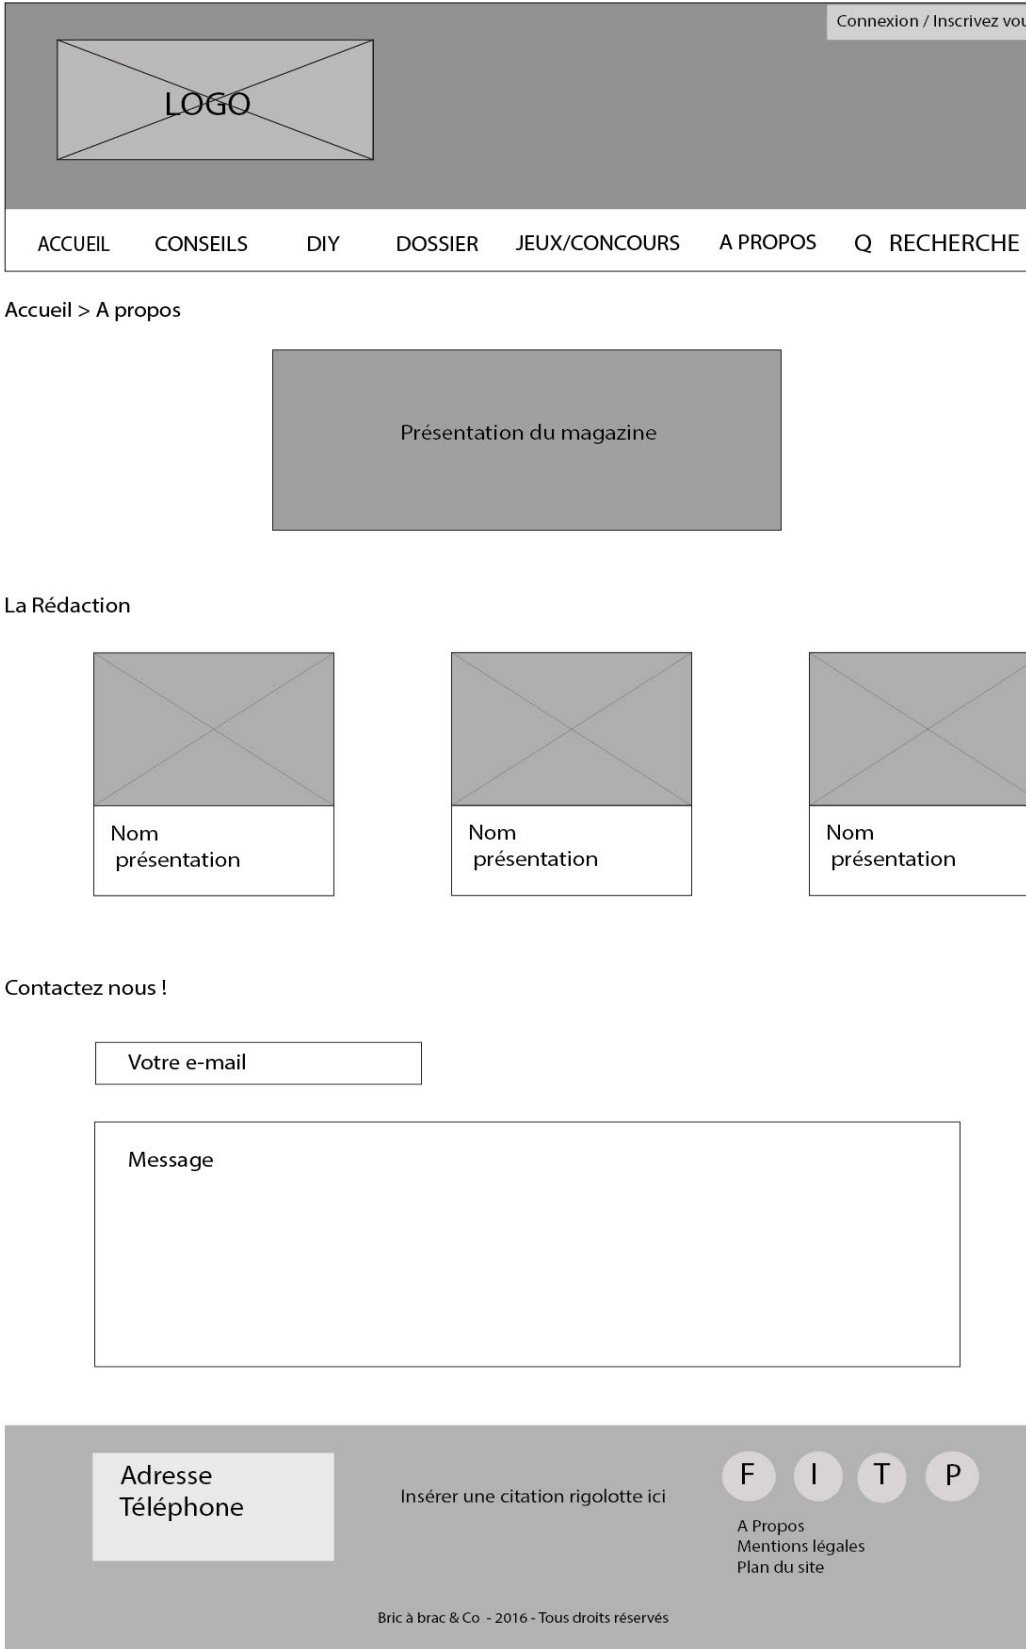 Connexion / Inscrivez vou
LOGO
ACCUEIL CONSEILS DIY DOSSIER JEUX/CONCOURS A PROPOS Q RECHERCHE
Accueil > A propos
Présentation du magazine
La Rédaction
Nom
présentation
Nom
présentation
Nom
présentation
Contactez nous !
Votre e-mail
Message
Adresse
Téléphone
Insérer une citation rigolotte ici
F I T P
A Propos
Mentions légales
Plan du site
Bric à brac & Co - 2016 - Tous droits réservés